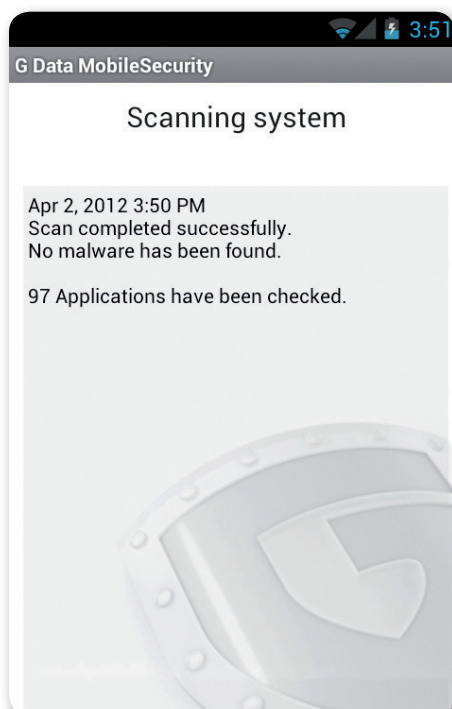 3:51
G Data MobileSecurity
Scanning system
Apr 2, 2012 3:50 PM
Scan completed successfully.
No malware has been found.
97 Applications have been checked.